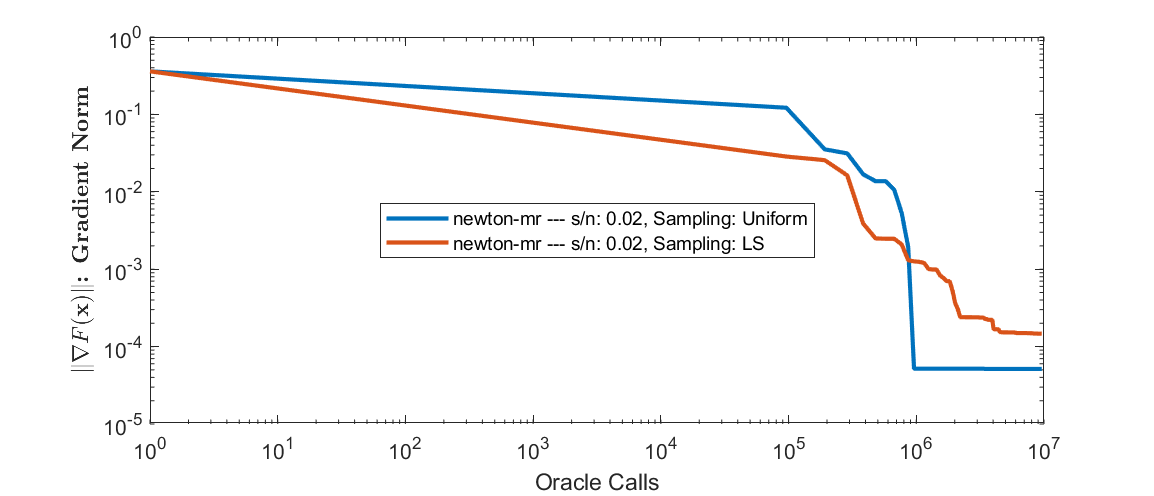 10^0
10^-1
10^-2
10^-3
10^-4
10^-5
||∇F(x)||: Gradient Norm
newton-mr --- s/n: 0.02, Sampling: Uniform
newton-mr --- s/n: 0.02, Sampling: LS
10^0 10^1 10^2 10^3 10^4 10^5 10^6 10^7
Oracle Calls